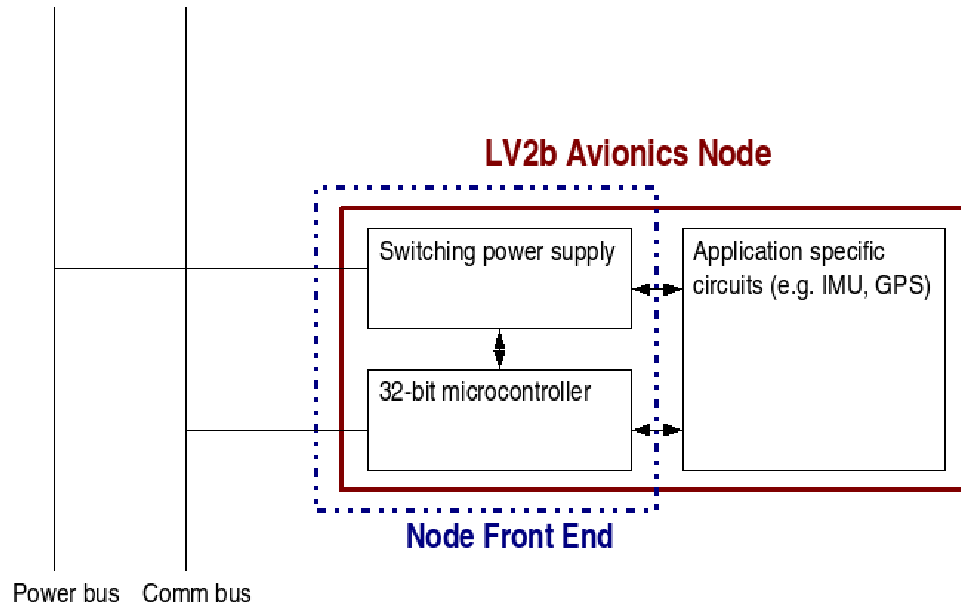 LV2b Avionics Node
Switching power supply
Application specific
circuits (e.g. IMU, GPS)
32-bit microcontroller
Node Front End
Power bus
Comm bus